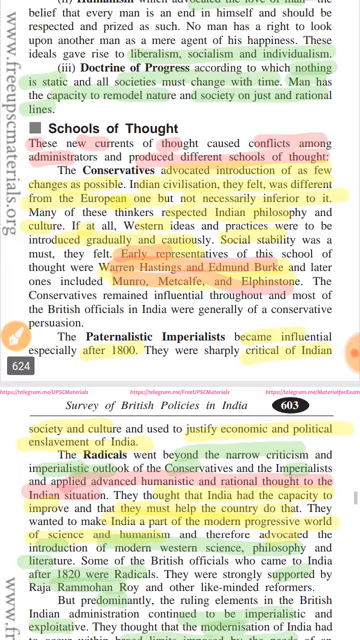 (ii) Humanism which advocated the love of man—the
belief that every man is an end in himself and should be
respected and prized as such. No man has a right to look
upon another man as a mere agent of his happiness. These
ideals gave rise to liberalism, socialism and individualism.
(iii) Doctrine of Progress according to which nothing
is static and all societies must change with time. Man has
the capacity to remodel nature and society on just and rational
lines.
Schools of Thought
These new currents of thought caused conflicts among
administrators and produced different schools of thought:
The Conservatives advocated introduction of as few
changes as possible. Indian civilisation, they felt, was different
from the European one but not necessarily inferior to it.
Many of these thinkers respected Indian philosophy and
culture. If at all, Western ideas and practices were to be
introduced gradually and cautiously. Social stability was a
must, they felt. Early representatives of this school of
thought were Warren Hastings and Edmund Burke and later
ones included Munro, Metcalfe, and Elphinstone. The
Conservatives remained influential throughout and most of
the British officials in India were generally of a conservative
persuasion.
The Paternalistic Imperialists became influential
especially after 1800. They were sharply critical of Indian
www.freeupscmaterials.org
624
https://telegram.me/UPSCMaterials https://telegram.me/FreeUPSCMaterials https://telegram.me/MaterialforExam
Survey of British Policies in India 603
society and culture and used to justify economic and political
enslavement of India.
The Radicals went beyond the narrow criticism and
imperialistic outlook of the Conservatives and the Imperialists
and applied advanced humanistic and rational thought to the
Indian situation. They thought that India had the capacity to
improve and that they must help the country do that. They
wanted to make India a part of the modern progressive world
of science and humanism and therefore advocated the
introduction of modern western science, philosophy and
literature. Some of the British officials who came to India
after 1820 were Radicals. They were strongly supported by
Raja Rammohan Roy and other like-minded reformers.
But predominantly, the ruling elements in the British
Indian administration continued to be imperialistic and
exploitative. They thought that the modernisation of India had